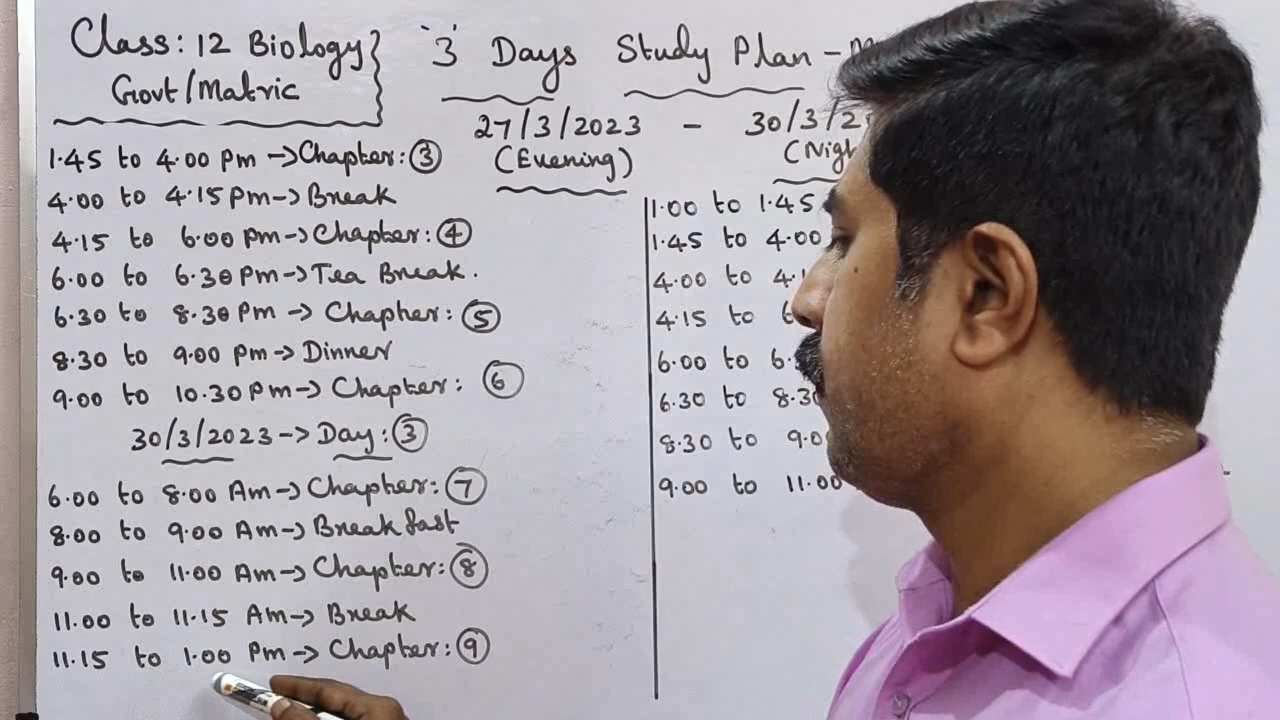 Class: 12 Biology
Govt/Matric
'3' Days Study Plan -
27/3/2023 - 30/3/
(Evening)
1.45 to 4.00 Pm -> Chapter: 3
4.00 to 4.15 Pm -> Break
4.15 to 6.00 Pm -> Chapter: 4
6.00 to 6.30 Pm -> Tea Break.
6.30 to 8.30 Pm -> Chapter: 5
8.30 to 9.00 Pm -> Dinner
9.00 to 10.30 Pm -> Chapter: 6
30/3/2023 -> Day: 3
6.00 to 8.00 Am -> Chapter: 7
8.00 to 9.00 Am -> Breakfast
9.00 to 11.00 Am -> Chapter: 8
11.00 to 11.15 Am -> Break
11.15 to 1.00 Pm -> Chapter: 9
1.00 to 1.45
1.45 to 4.00
4.00 to
4.15 to
6.00 to
6.30 to
8.30 to
9.00 to 11.00